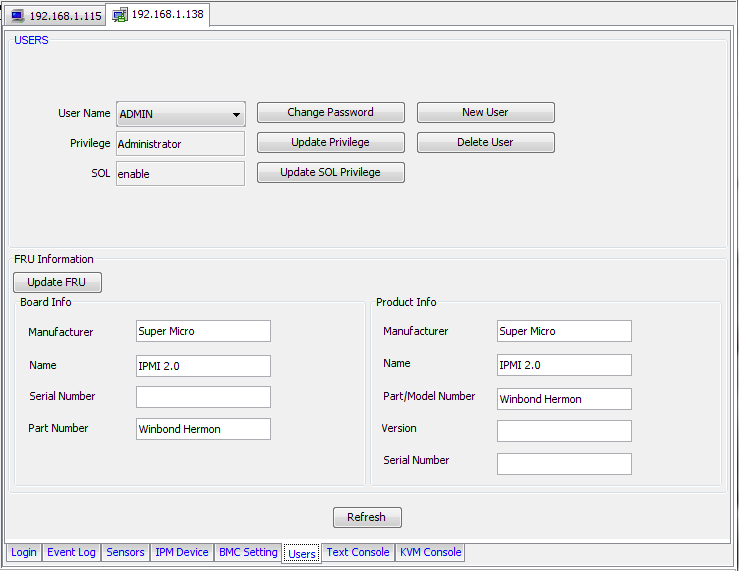 192.168.1.115 192.168.1.138
USERS
User Name ADMIN Change Password New User
Privilege Administrator Update Privilege Delete User
SOL enable Update SOL Privilege
FRU Information
Update FRU
Board Info
Manufacturer Super Micro
Name IPMI 2.0
Serial Number
Part Number Winbond Hermon
Product Info
Manufacturer Super Micro
Name IPMI 2.0
Part/Model Number Winbond Hermon
Version
Serial Number
Refresh
Login Event Log Sensors IPM Device BMC Setting Users Text Console KVM Console